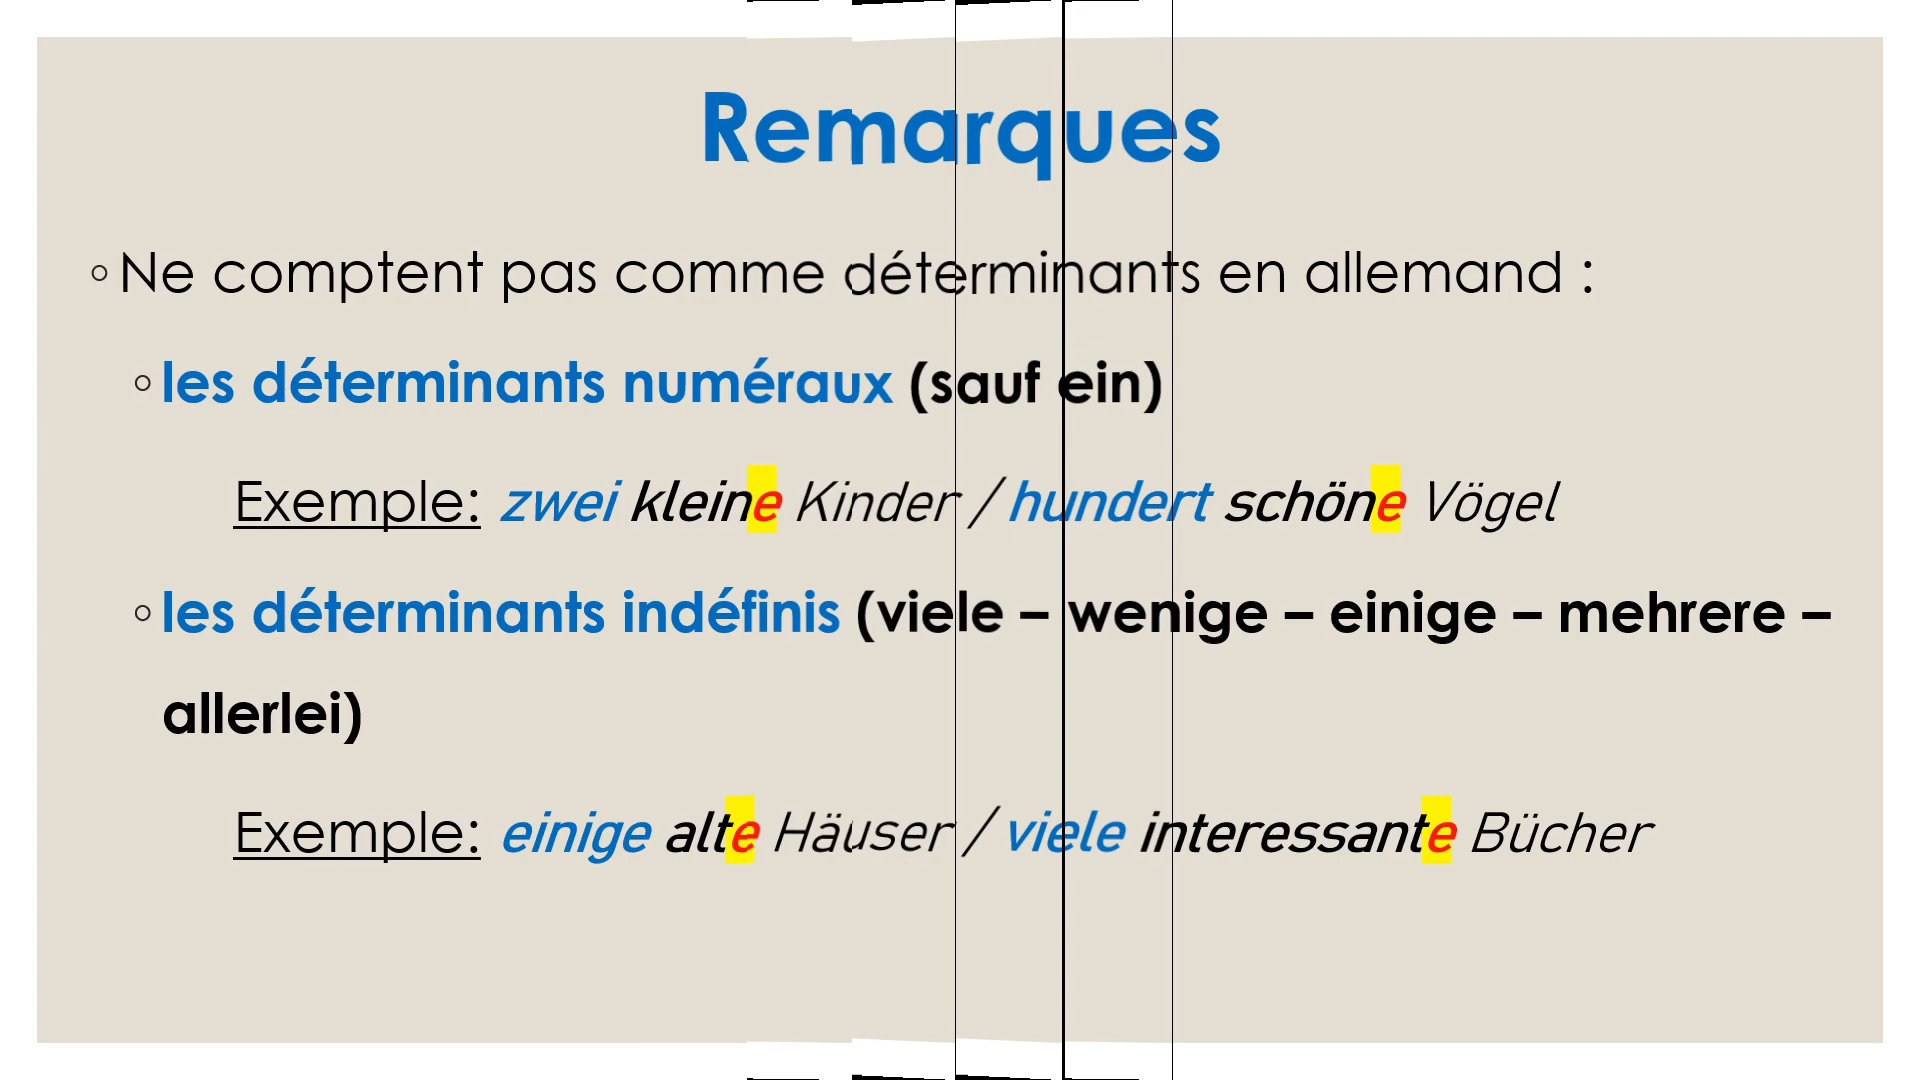 Remarques
◦ Ne comptent pas comme déterminants en allemand :
◦ les déterminants numéraux (sauf ein)
Exemple: zwei kleine Kinder / hundert schöne Vögel
◦ les déterminants indéfinis (viele – wenige – einige – mehrere –
allerlei)
Exemple: einige alte Häuser / viele interessante Bücher